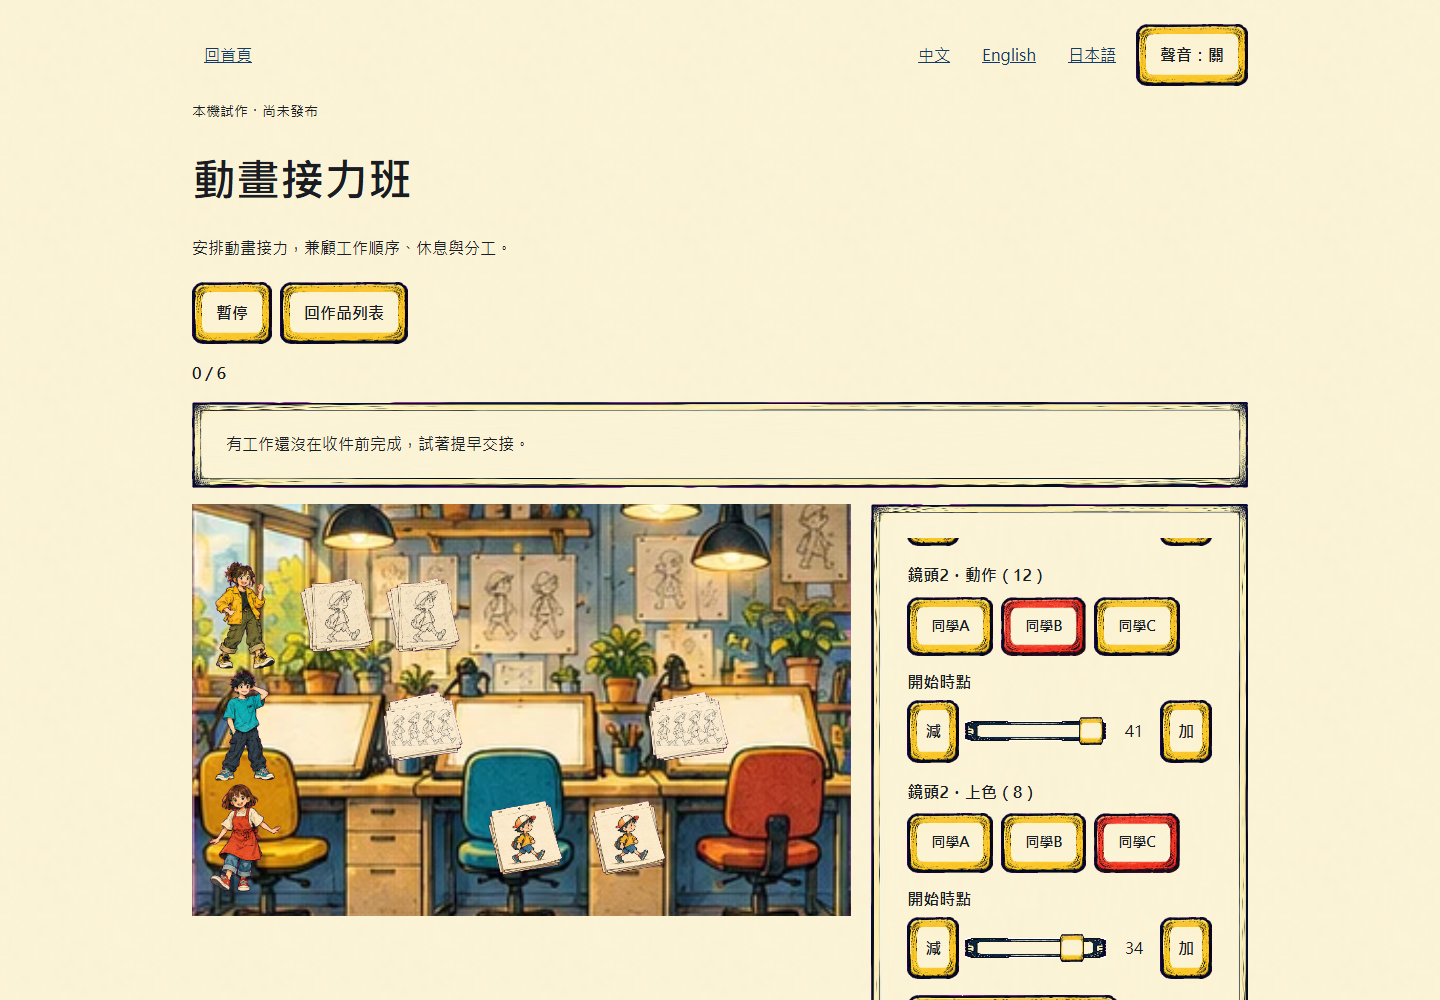 回首頁
中文
English
日本語
聲音：關
本機試作・尚未發布
動畫接力班
安排動畫接力，兼顧工作順序、休息與分工。
暫停
回作品列表
0 / 6
有工作還沒在收件前完成，試著提早交接。
鏡頭2・動作（12）
同學A
同學B
同學C
開始時點
減
41
加
鏡頭2・上色（8）
同學A
同學B
同學C
開始時點
減
34
加